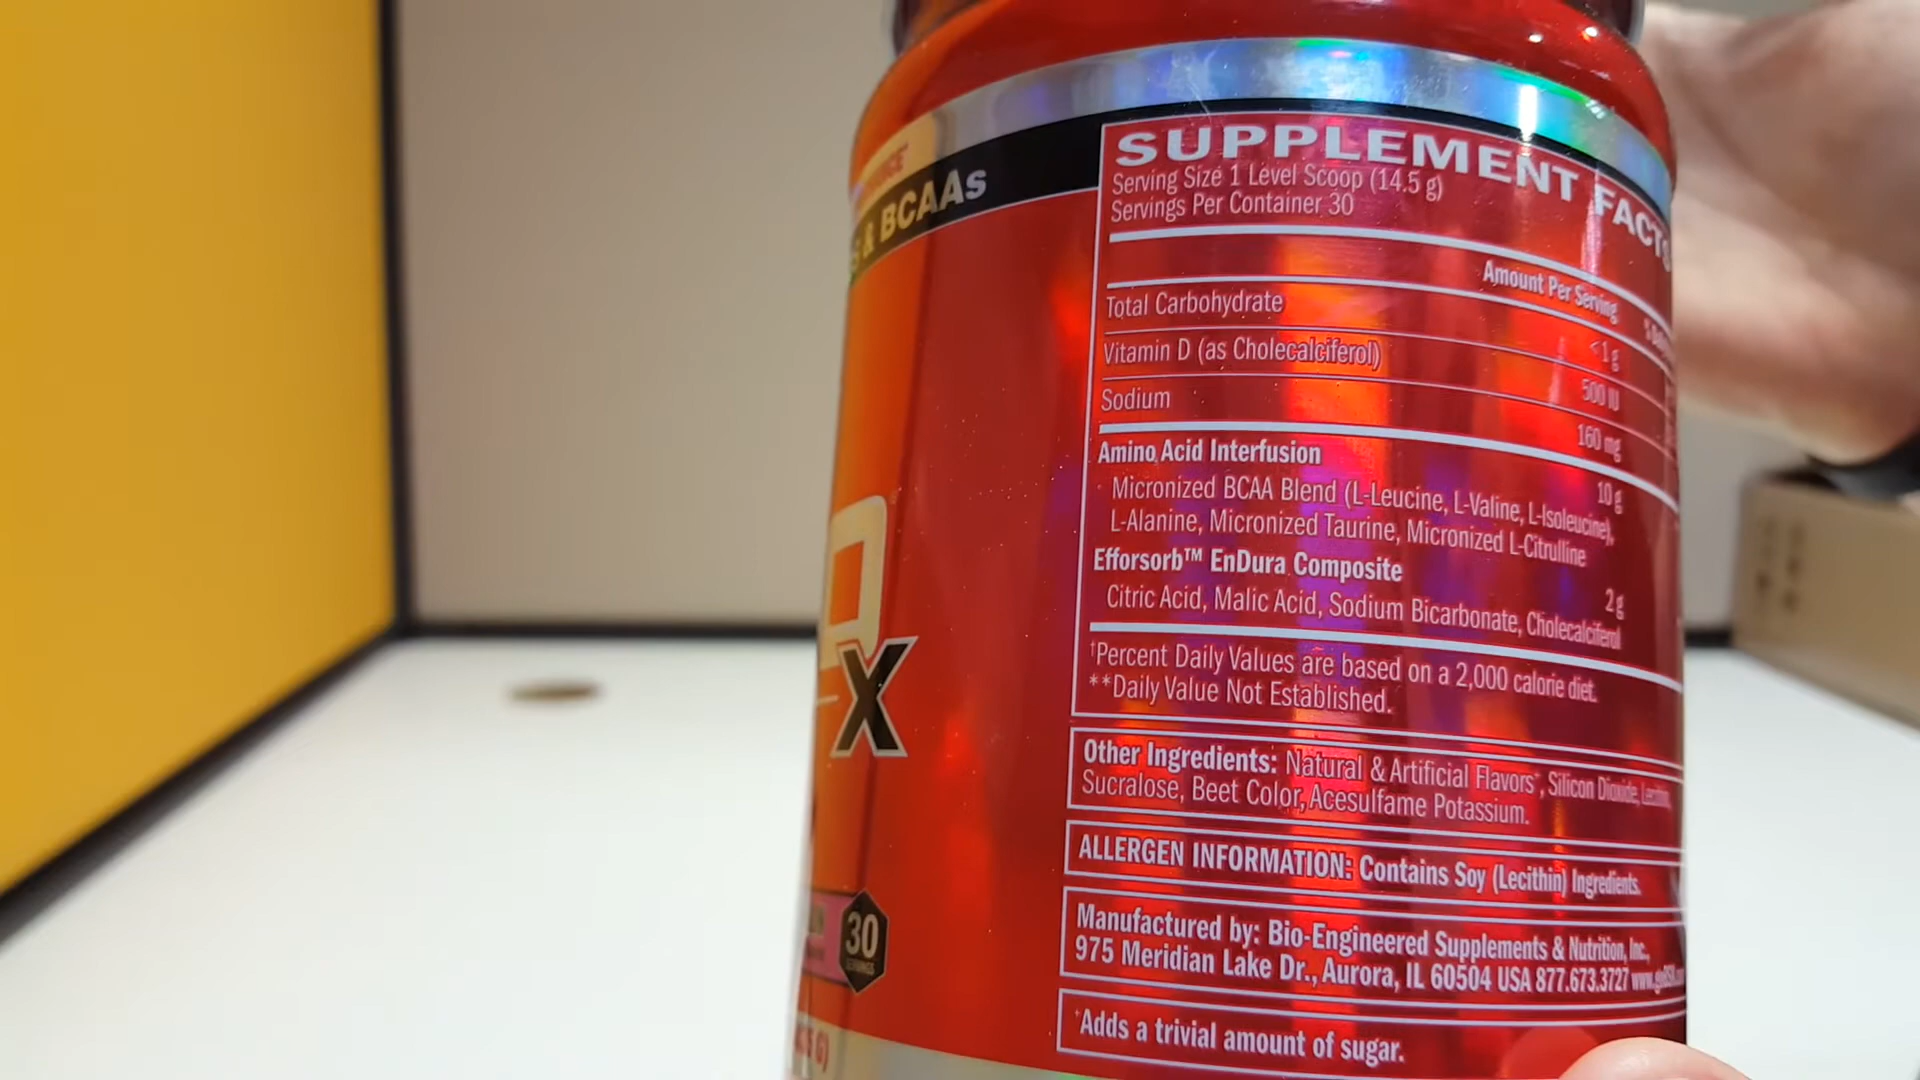 & BCAAs
X
30
SERVINGS
SUPPLEMENT FACTS
Serving Size 1 Level Scoop (14.5 g)
Servings Per Container 30
Amount Per Serving
Total Carbohydrate <1 g
Vitamin D (as Cholecalciferol) 500 IU
Sodium 160 mg
Amino Acid Interfusion 10 g
Micronized BCAA Blend (L-Leucine, L-Valine, L-Isoleucine),
L-Alanine, Micronized Taurine, Micronized L-Citrulline
Efforsorb™ EnDura Composite 2 g
Citric Acid, Malic Acid, Sodium Bicarbonate, Cholecalciferol
†Percent Daily Values are based on a 2,000 calorie diet.
**Daily Value Not Established.
Other Ingredients: Natural & Artificial Flavors*, Silicon Dioxide, Lecithin,
Sucralose, Beet Color, Acesulfame Potassium.
ALLERGEN INFORMATION: Contains Soy (Lecithin) Ingredients.
Manufactured by: Bio-Engineered Supplements & Nutrition, Inc.,
975 Meridian Lake Dr., Aurora, IL 60504 USA 877.673.3727
*Adds a trivial amount of sugar.